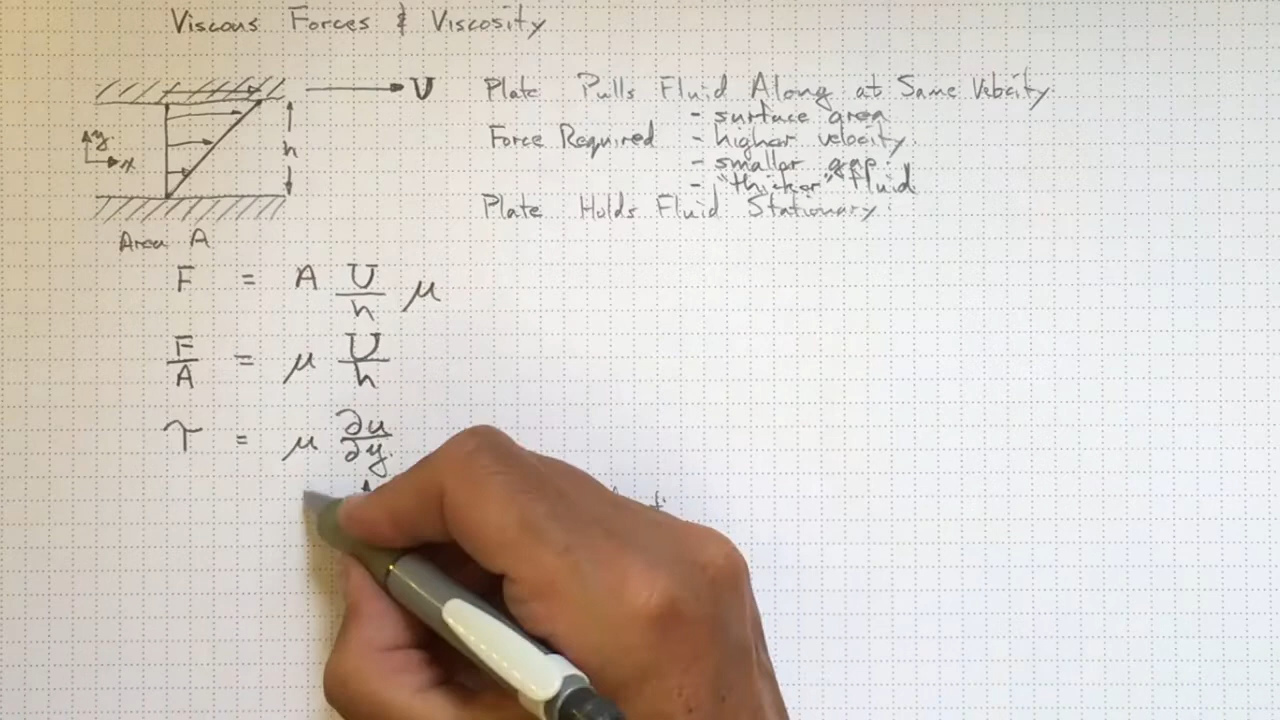 Viscous Forces & Viscosity
U
Plate Pulls Fluid Along at Same Velocity.
- surface area
Force Required - higher velocity.
- smaller gap
- "thicker" fluid
Plate Holds Fluid Stationary.
y
x
h
Area A
F = A U/h μ
F/A = μ U/h
τ = μ ∂u/∂y